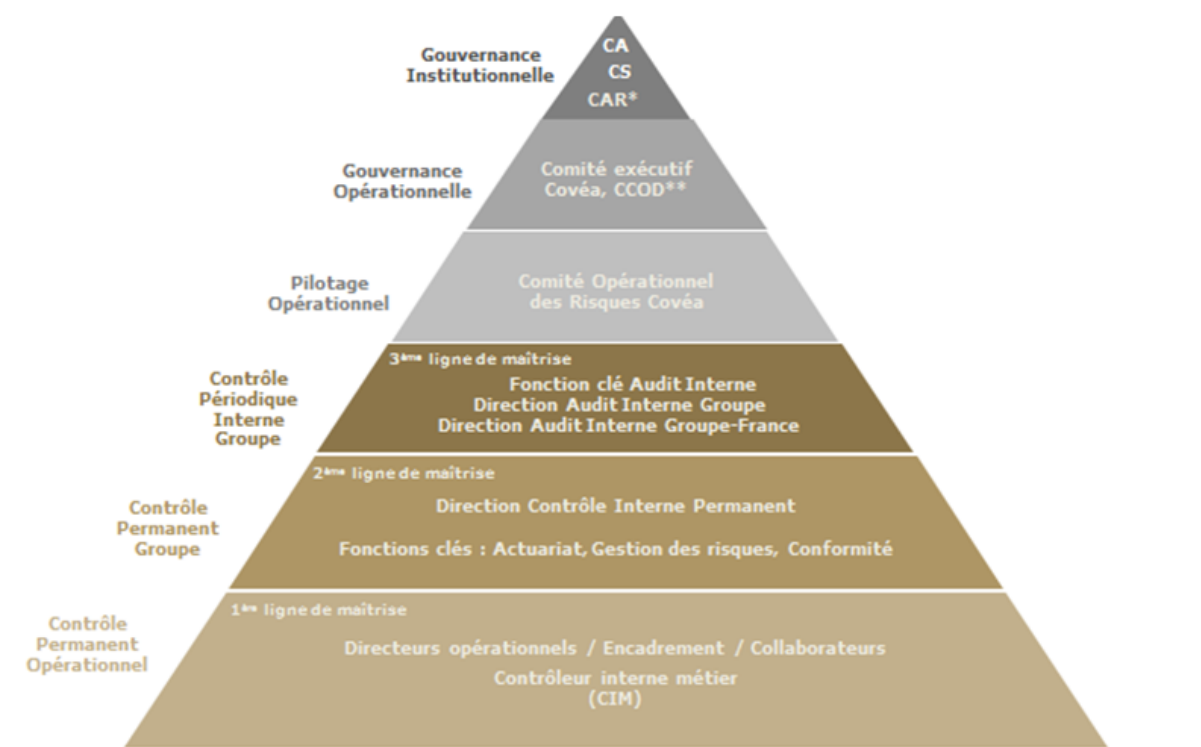 Gouvernance
Institutionnelle
CA
CS
CAR*
Gouvernance
Opérationnelle
Comité exécutif
Covéa, CCOD**
Pilotage
Opérationnel
Comité Opérationnel
des Risques Covéa
Contrôle
Périodique
Interne
Groupe
3ème ligne de maîtrise
Fonction clé Audit Interne
Direction Audit Interne Groupe
Direction Audit Interne Groupe-France
Contrôle
Permanent
Groupe
2ème ligne de maîtrise
Direction Contrôle Interne Permanent
Fonctions clés : Actuariat, Gestion des risques, Conformité
Contrôle
Permanent
Opérationnel
1ère ligne de maîtrise
Directeurs opérationnels / Encadrement / Collaborateurs
Contrôleur interne métier
(CIM)